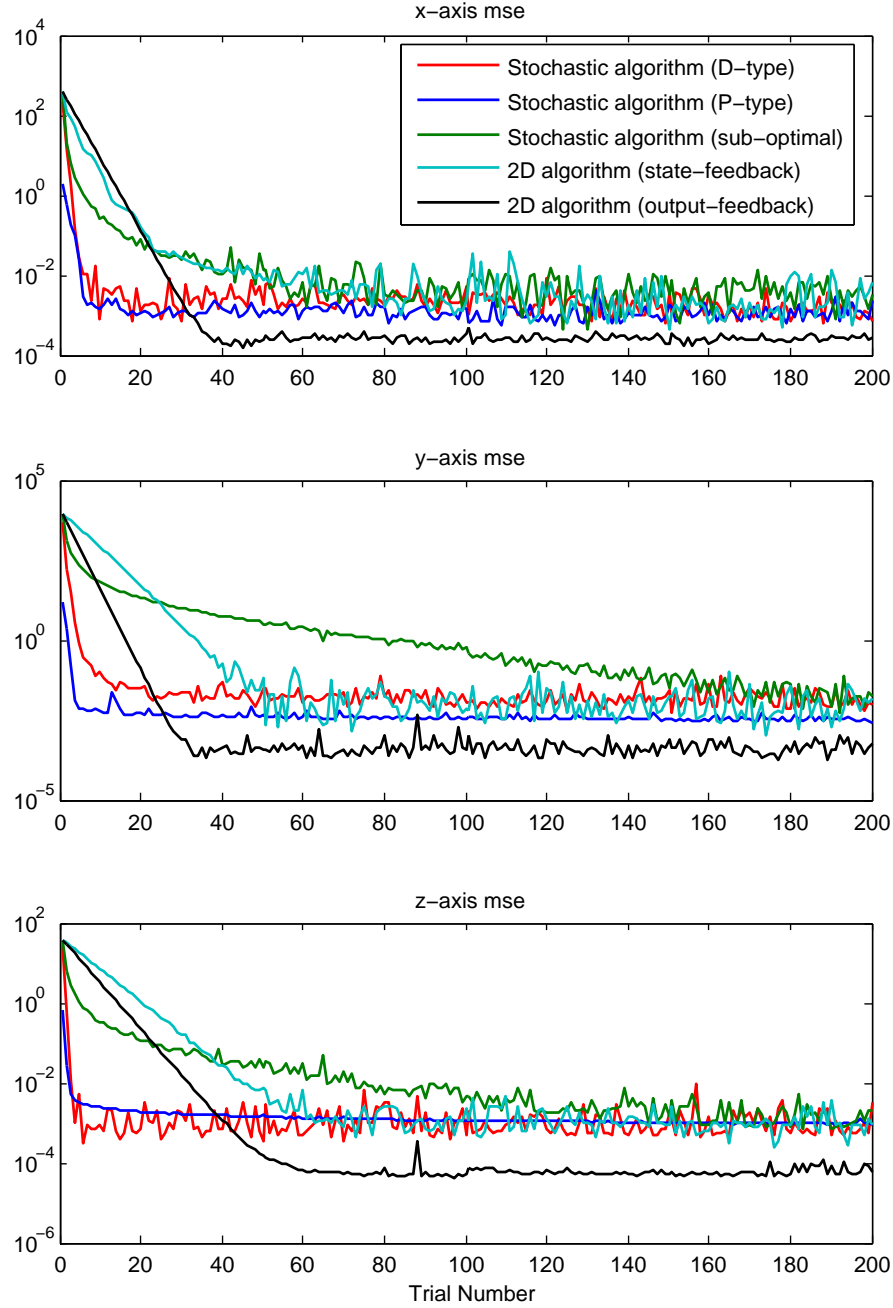 x-axis mse
10^4
10^2
10^0
10^-2
10^-4
Stochastic algorithm (D-type)
Stochastic algorithm (P-type)
Stochastic algorithm (sub-optimal)
2D algorithm (state-feedback)
2D algorithm (output-feedback)
0 20 40 60 80 100 120 140 160 180 200
y-axis mse
10^5
10^0
10^-5
0 20 40 60 80 100 120 140 160 180 200
z-axis mse
10^2
10^0
10^-2
10^-4
10^-6
0 20 40 60 80 100 120 140 160 180 200
Trial Number